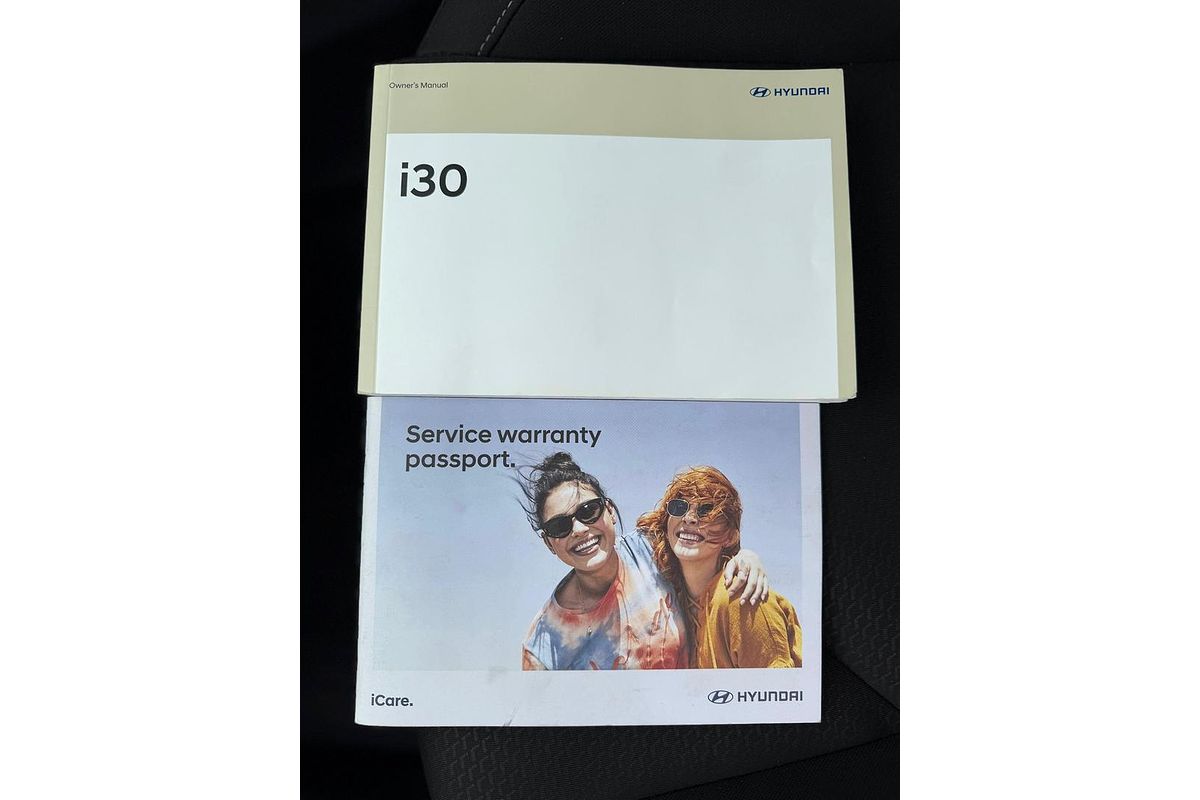 Owner's Manual
HYUNDAI
i30
Service warranty
passport.
iCare.
HYUNDAI